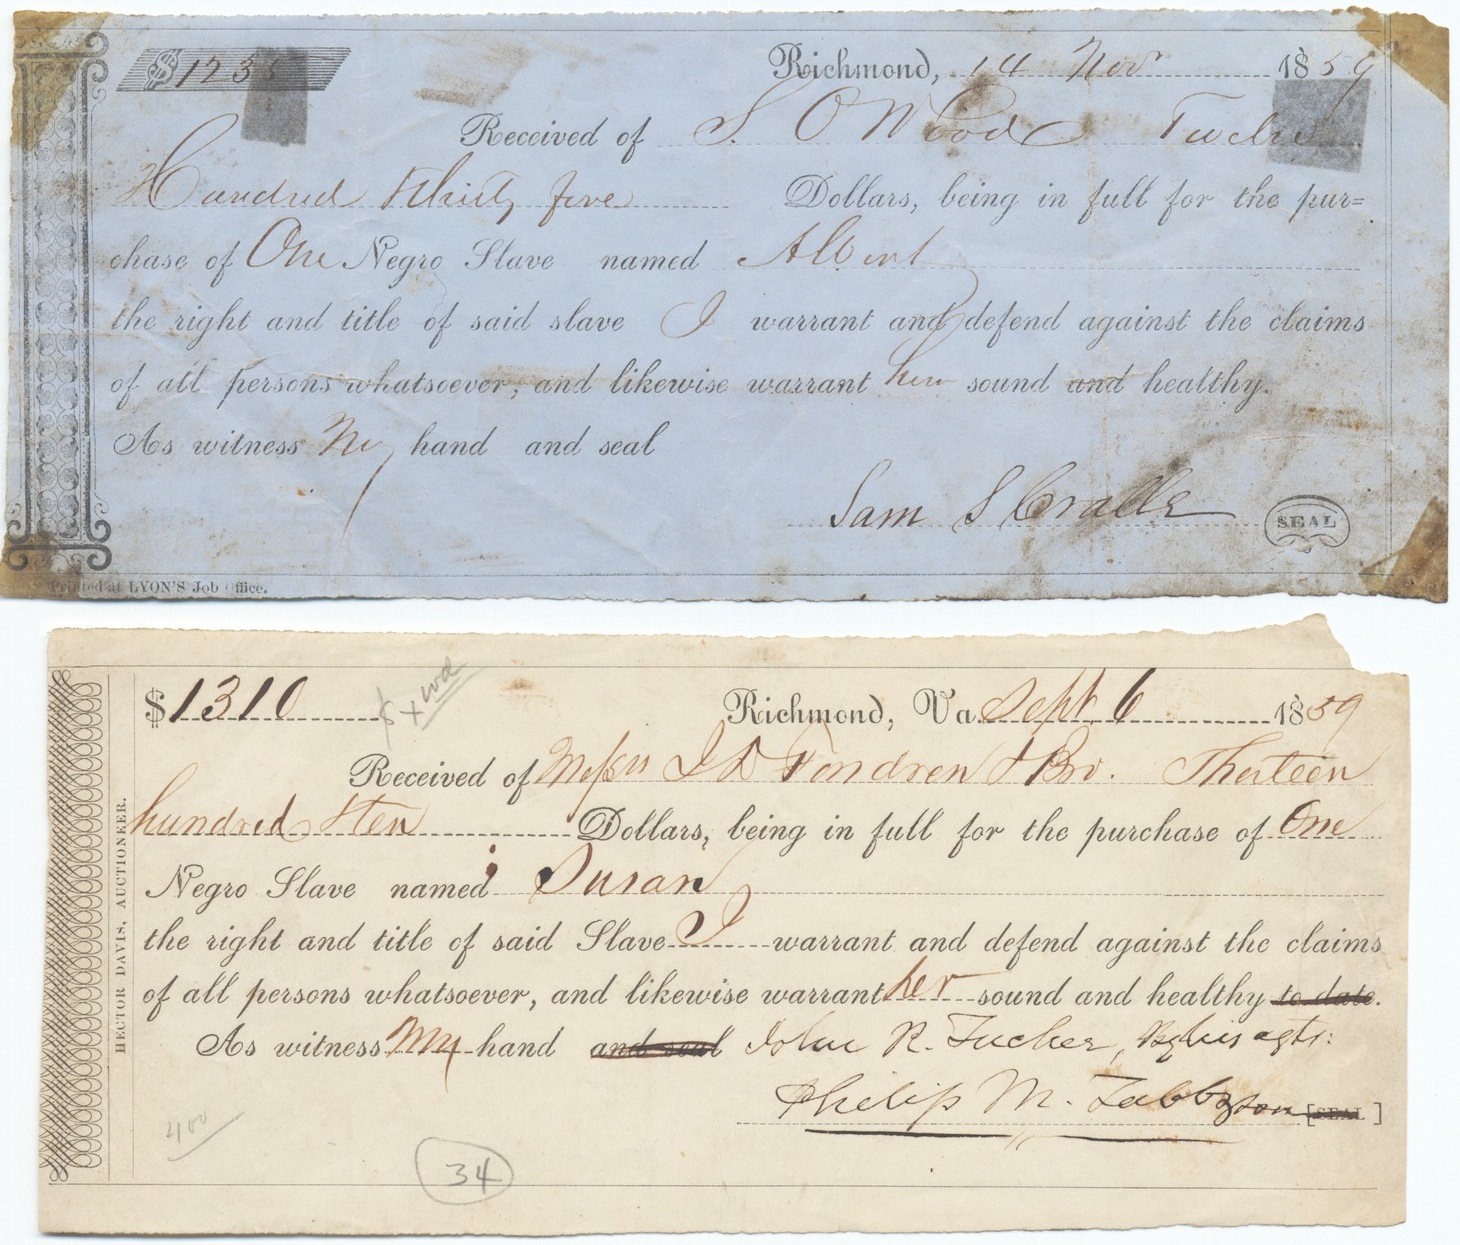 $1235 Richmond, 14 Nov 1859
Received of S. O Wood Twelve
Hundred & thirty five Dollars, being in full for the pur=
chase of One Negro Slave named Albert
the right and title of said slave I warrant and defend against the claims
of all persons whatsoever, and likewise warrant him sound and healthy.
As witness My hand and seal
Sam S Cralle SEAL
Printed at LYON'S Job Office.
$1310 Richmond, Va. Sept. 6 1859
Received of Messrs J D Fondren & Bro. Thirteen
hundred & ten Dollars, being in full for the purchase of One
Negro Slave named Susan
the right and title of said Slave I warrant and defend against the claims
of all persons whatsoever, and likewise warrant her sound and healthy to date.
As witness My hand and seal John R. Tucher, By his agt:
Philip M. Tabb & son [SEAL]
HECTOR DAVIS, AUCTIONEER.
400
34